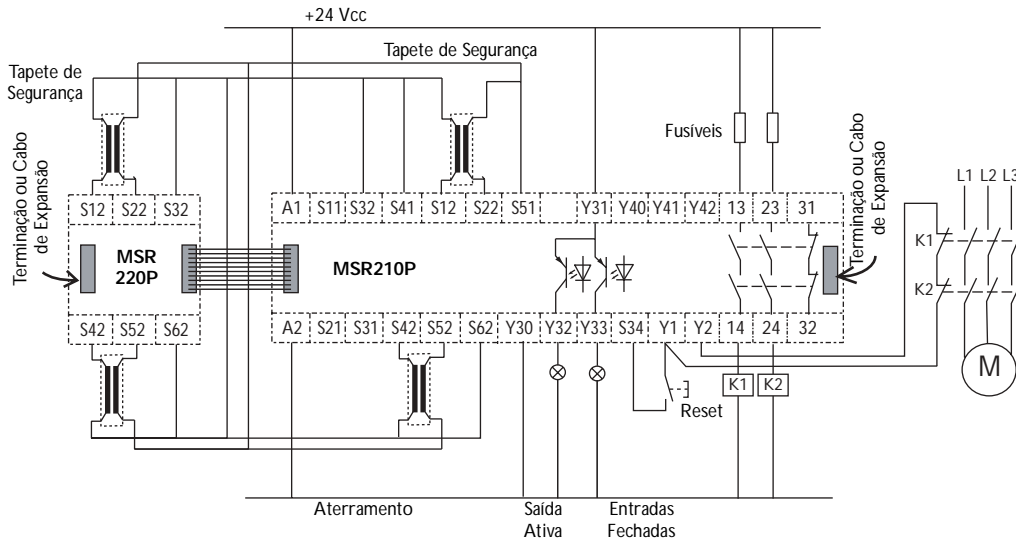 +24 Vcc
Tapete de Segurança
Tapete de
Segurança
Fusíveis
Terminação ou Cabo
de Expansão
Terminação ou Cabo
de Expansão
L1 L2 L3
S12 S22 S32
A1 S11 S32 S41 S12 S22 S51 Y31 Y40 Y41 Y42 13 23 31
MSR
220P
MSR210P
K1
K2
S42 S52 S62
A2 S21 S31 S42 S52 S62 Y30 Y32 Y33 S34 Y1 Y2 14 24 32
M
K1 K2
Reset
Aterramento
Saída
Ativa
Entradas
Fechadas